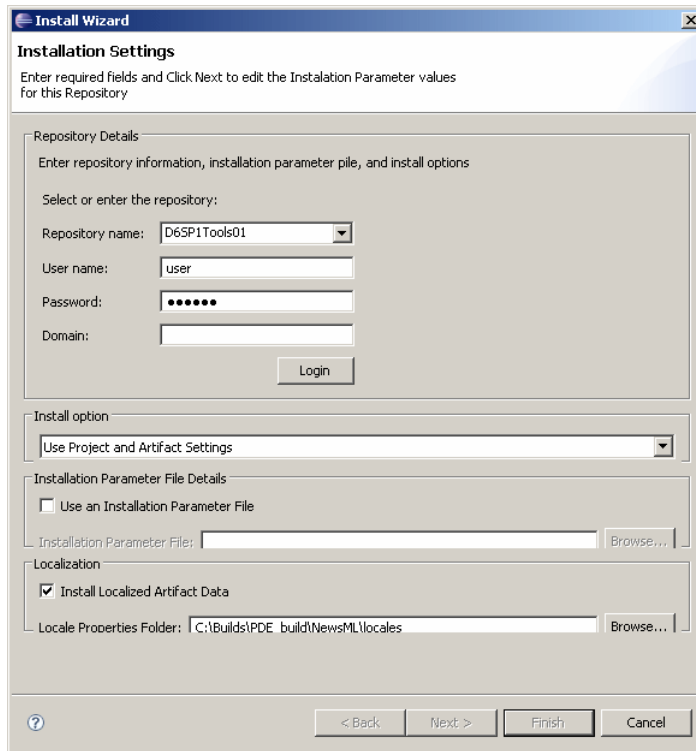 Install Wizard
Installation Settings
Enter required fields and Click Next to edit the Instalation Parameter values
for this Repository
Repository Details
Enter repository information, installation parameter pile, and install options
Select or enter the repository:
Repository name: D6SP1Tools01
User name: user
Password: ●●●●●●
Domain:
Login
Install option
Use Project and Artifact Settings
Installation Parameter File Details
Use an Installation Parameter File
Installation Parameter File: Browse...
Localization
Install Localized Artifact Data
Locale Properties Folder: C:\Builds\PDE_build\NewsML\locales Browse...
< Back Next > Finish Cancel